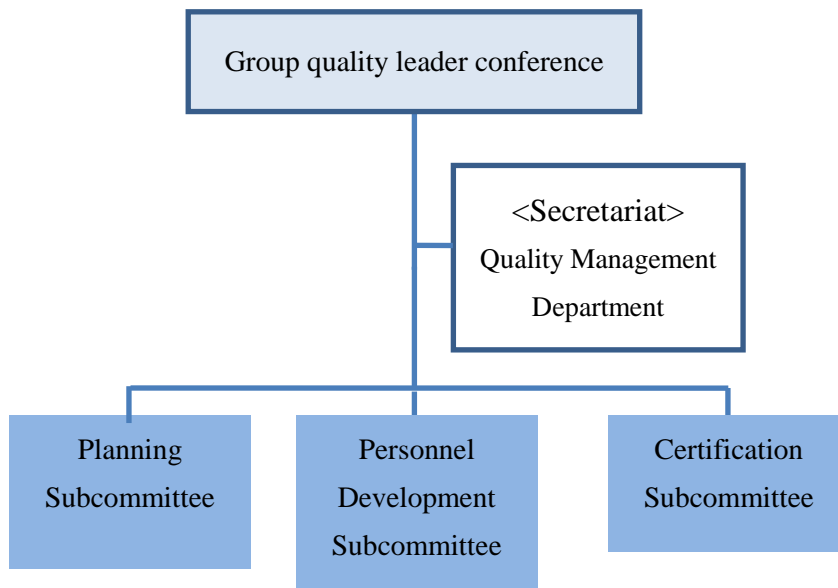 Group quality leader conference
<Secretariat>
Quality Management
Department
Planning
Subcommittee
Personnel
Development
Subcommittee
Certification
Subcommittee